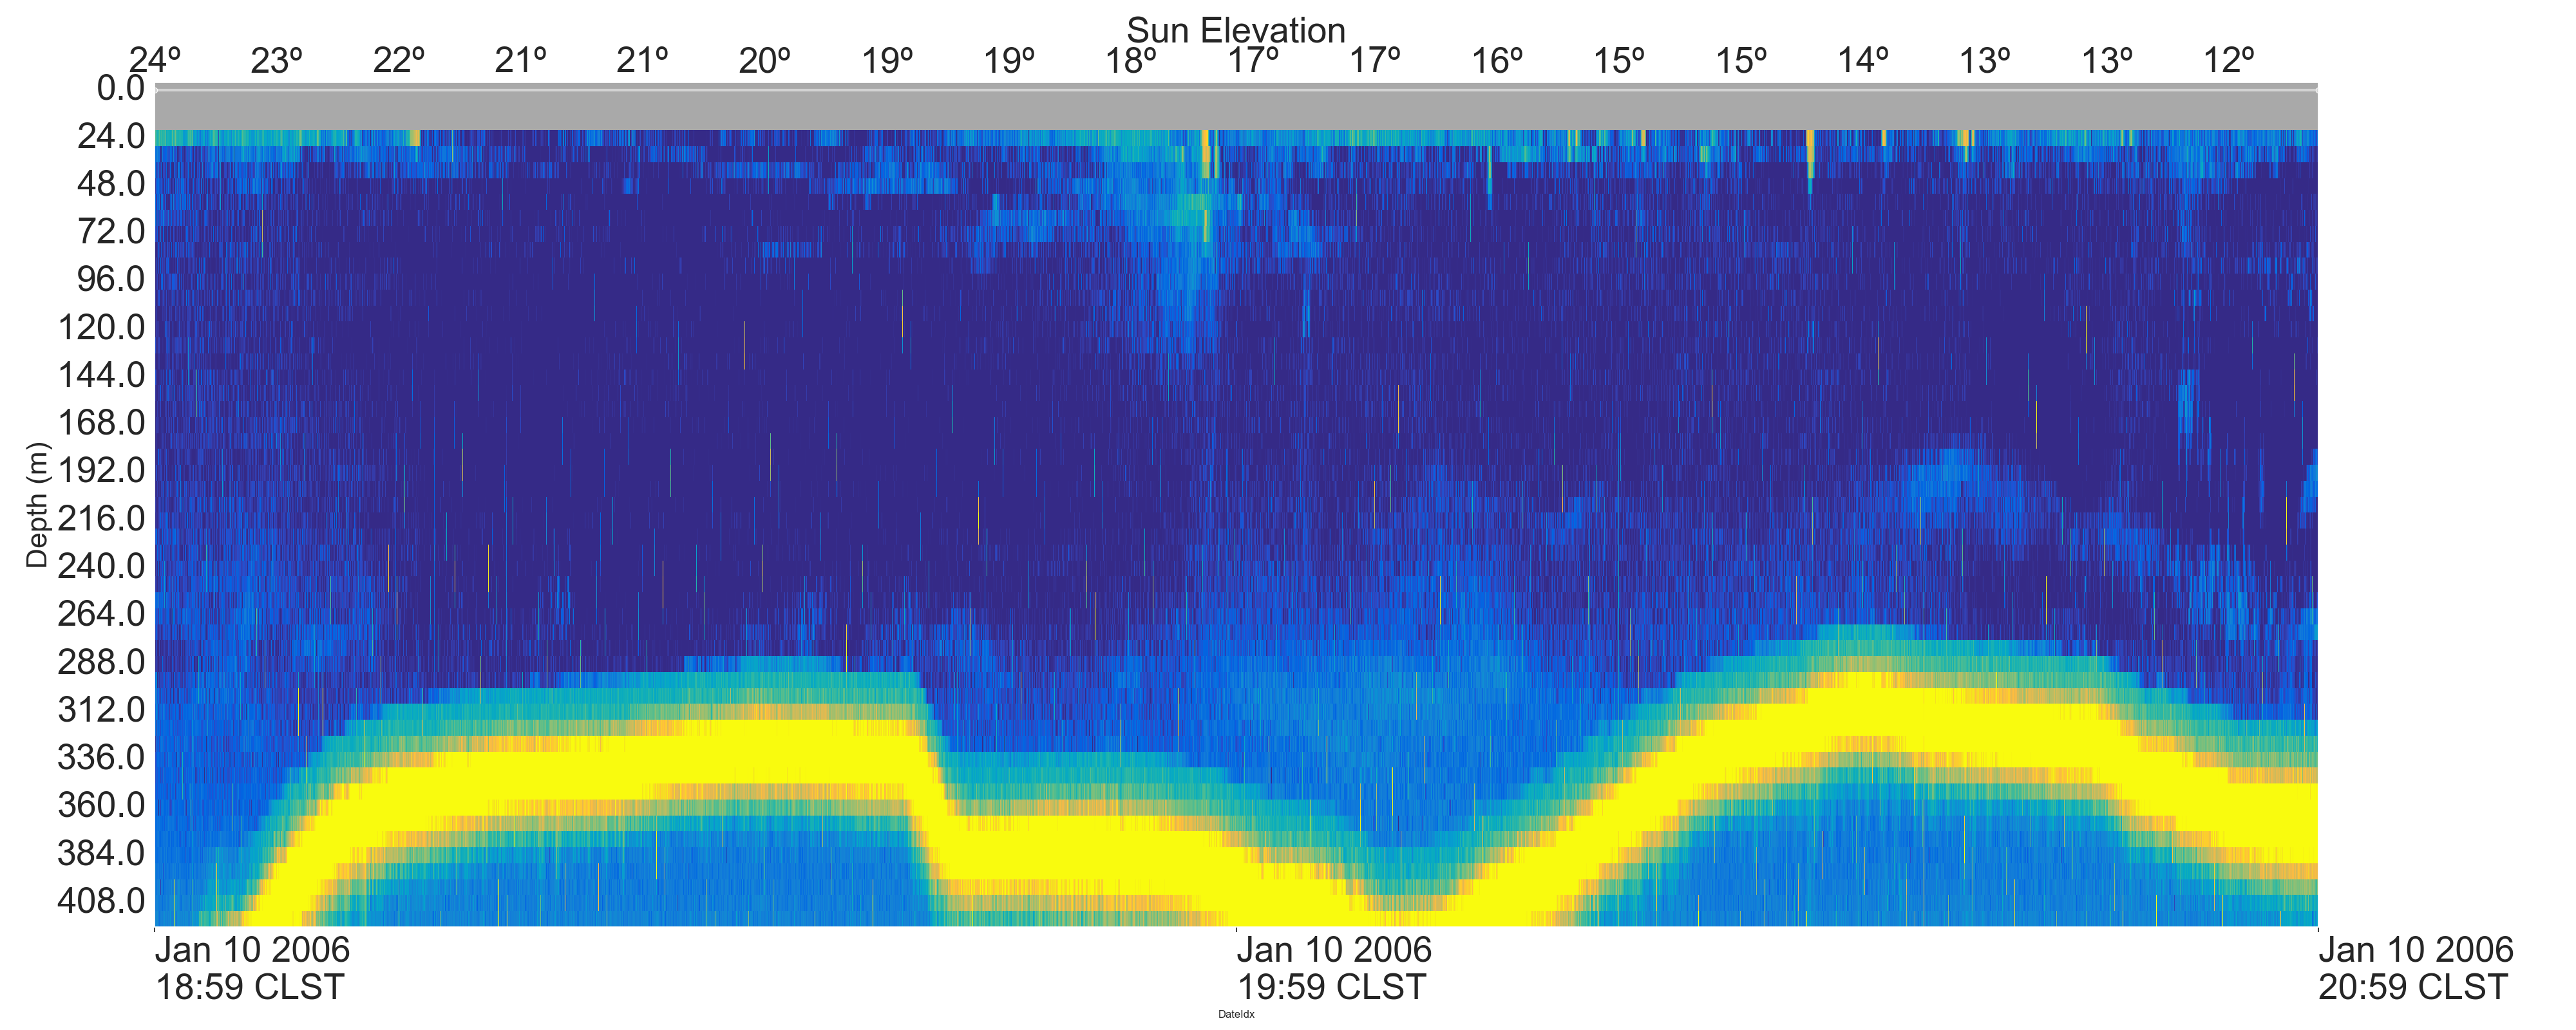 Sun Elevation
24º 23º 22º 21º 21º 20º 19º 19º 18º 17º 17º 16º 15º 15º 14º 13º 13º 12º
0.0
24.0
48.0
72.0
96.0
120.0
144.0
168.0
192.0
216.0
240.0
264.0
288.0
312.0
336.0
360.0
384.0
408.0
Depth (m)
Jan 10 2006
18:59 CLST
Jan 10 2006
19:59 CLST
Jan 10 2006
20:59 CLST
DateIdx